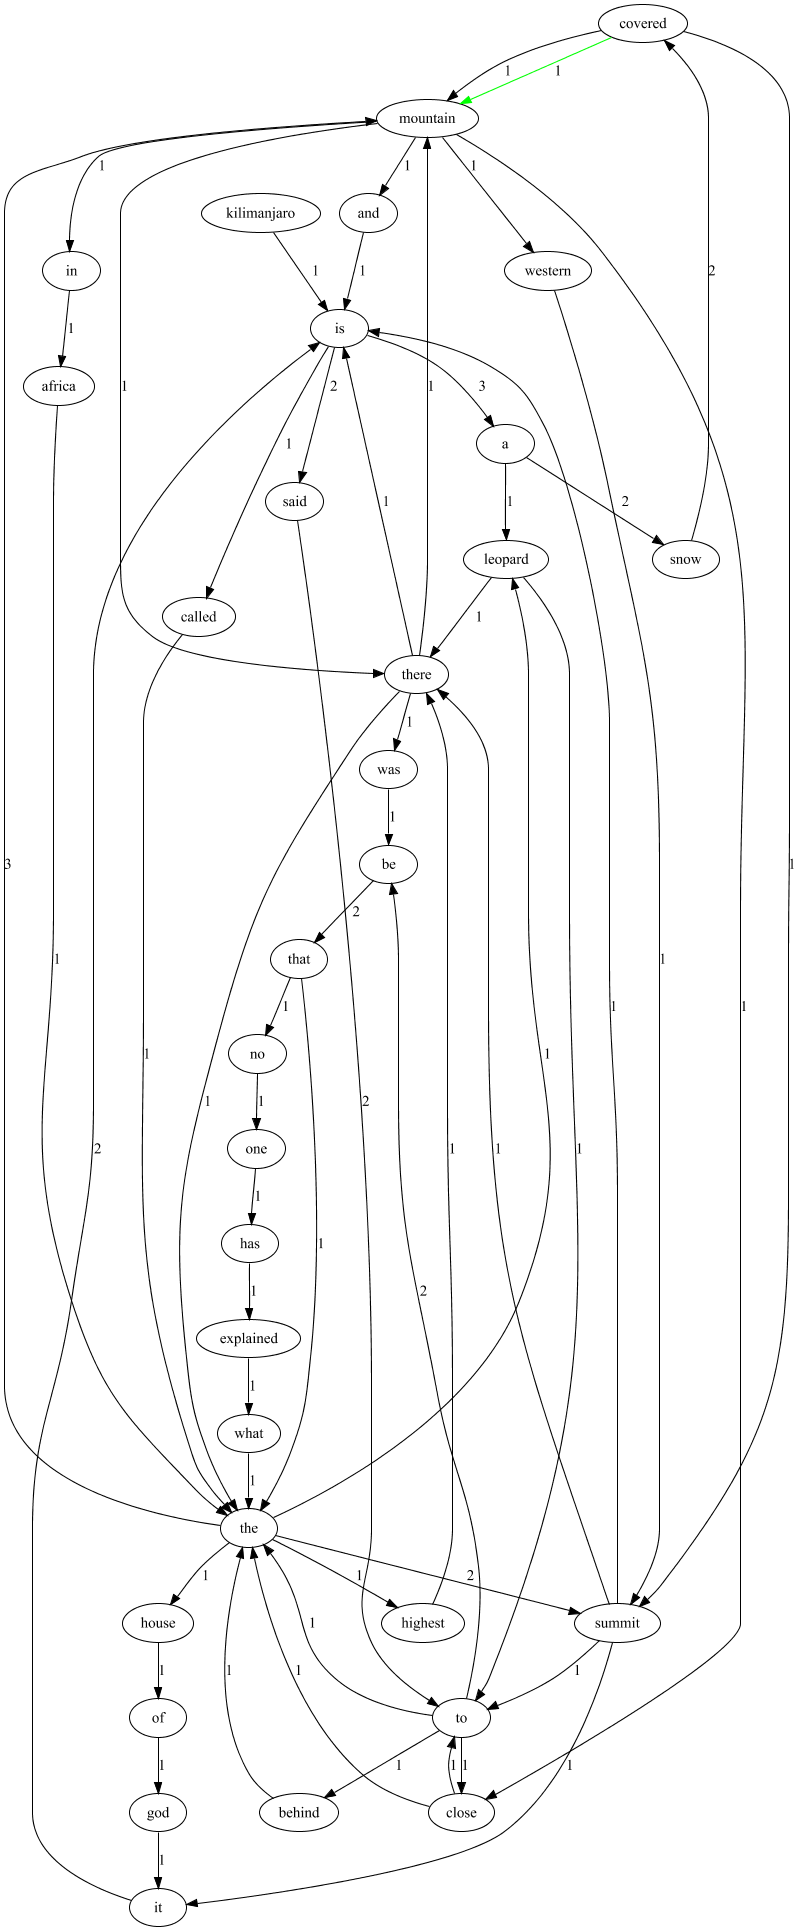 covered
1
1
mountain
1
1
1
kilimanjaro
and
1
1
in
western
2
is
1
africa
1
1
2
3
a
1
1
said
1
2
leopard
snow
called
1
there
1
was
1
be
3
1
2
that
1
1
1
no
1
1
1
one
1
2
1
2
1
1
1
1
has
1
explained
2
1
what
1
the
1
1
2
house
highest
summit
1
1
1
1
1
of
to
1
1
1
1
1
god
behind
close
1
it